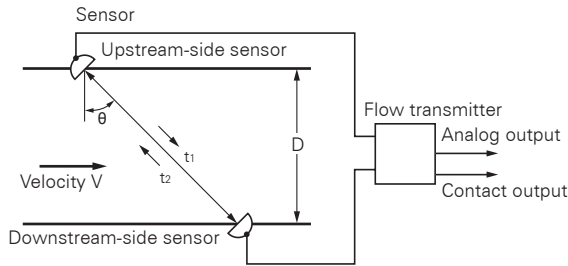 Sensor
Upstream-side sensor
Flow transmitter
θ
D
Analog output
t1
t2
Velocity V
Contact output
Downstream-side sensor